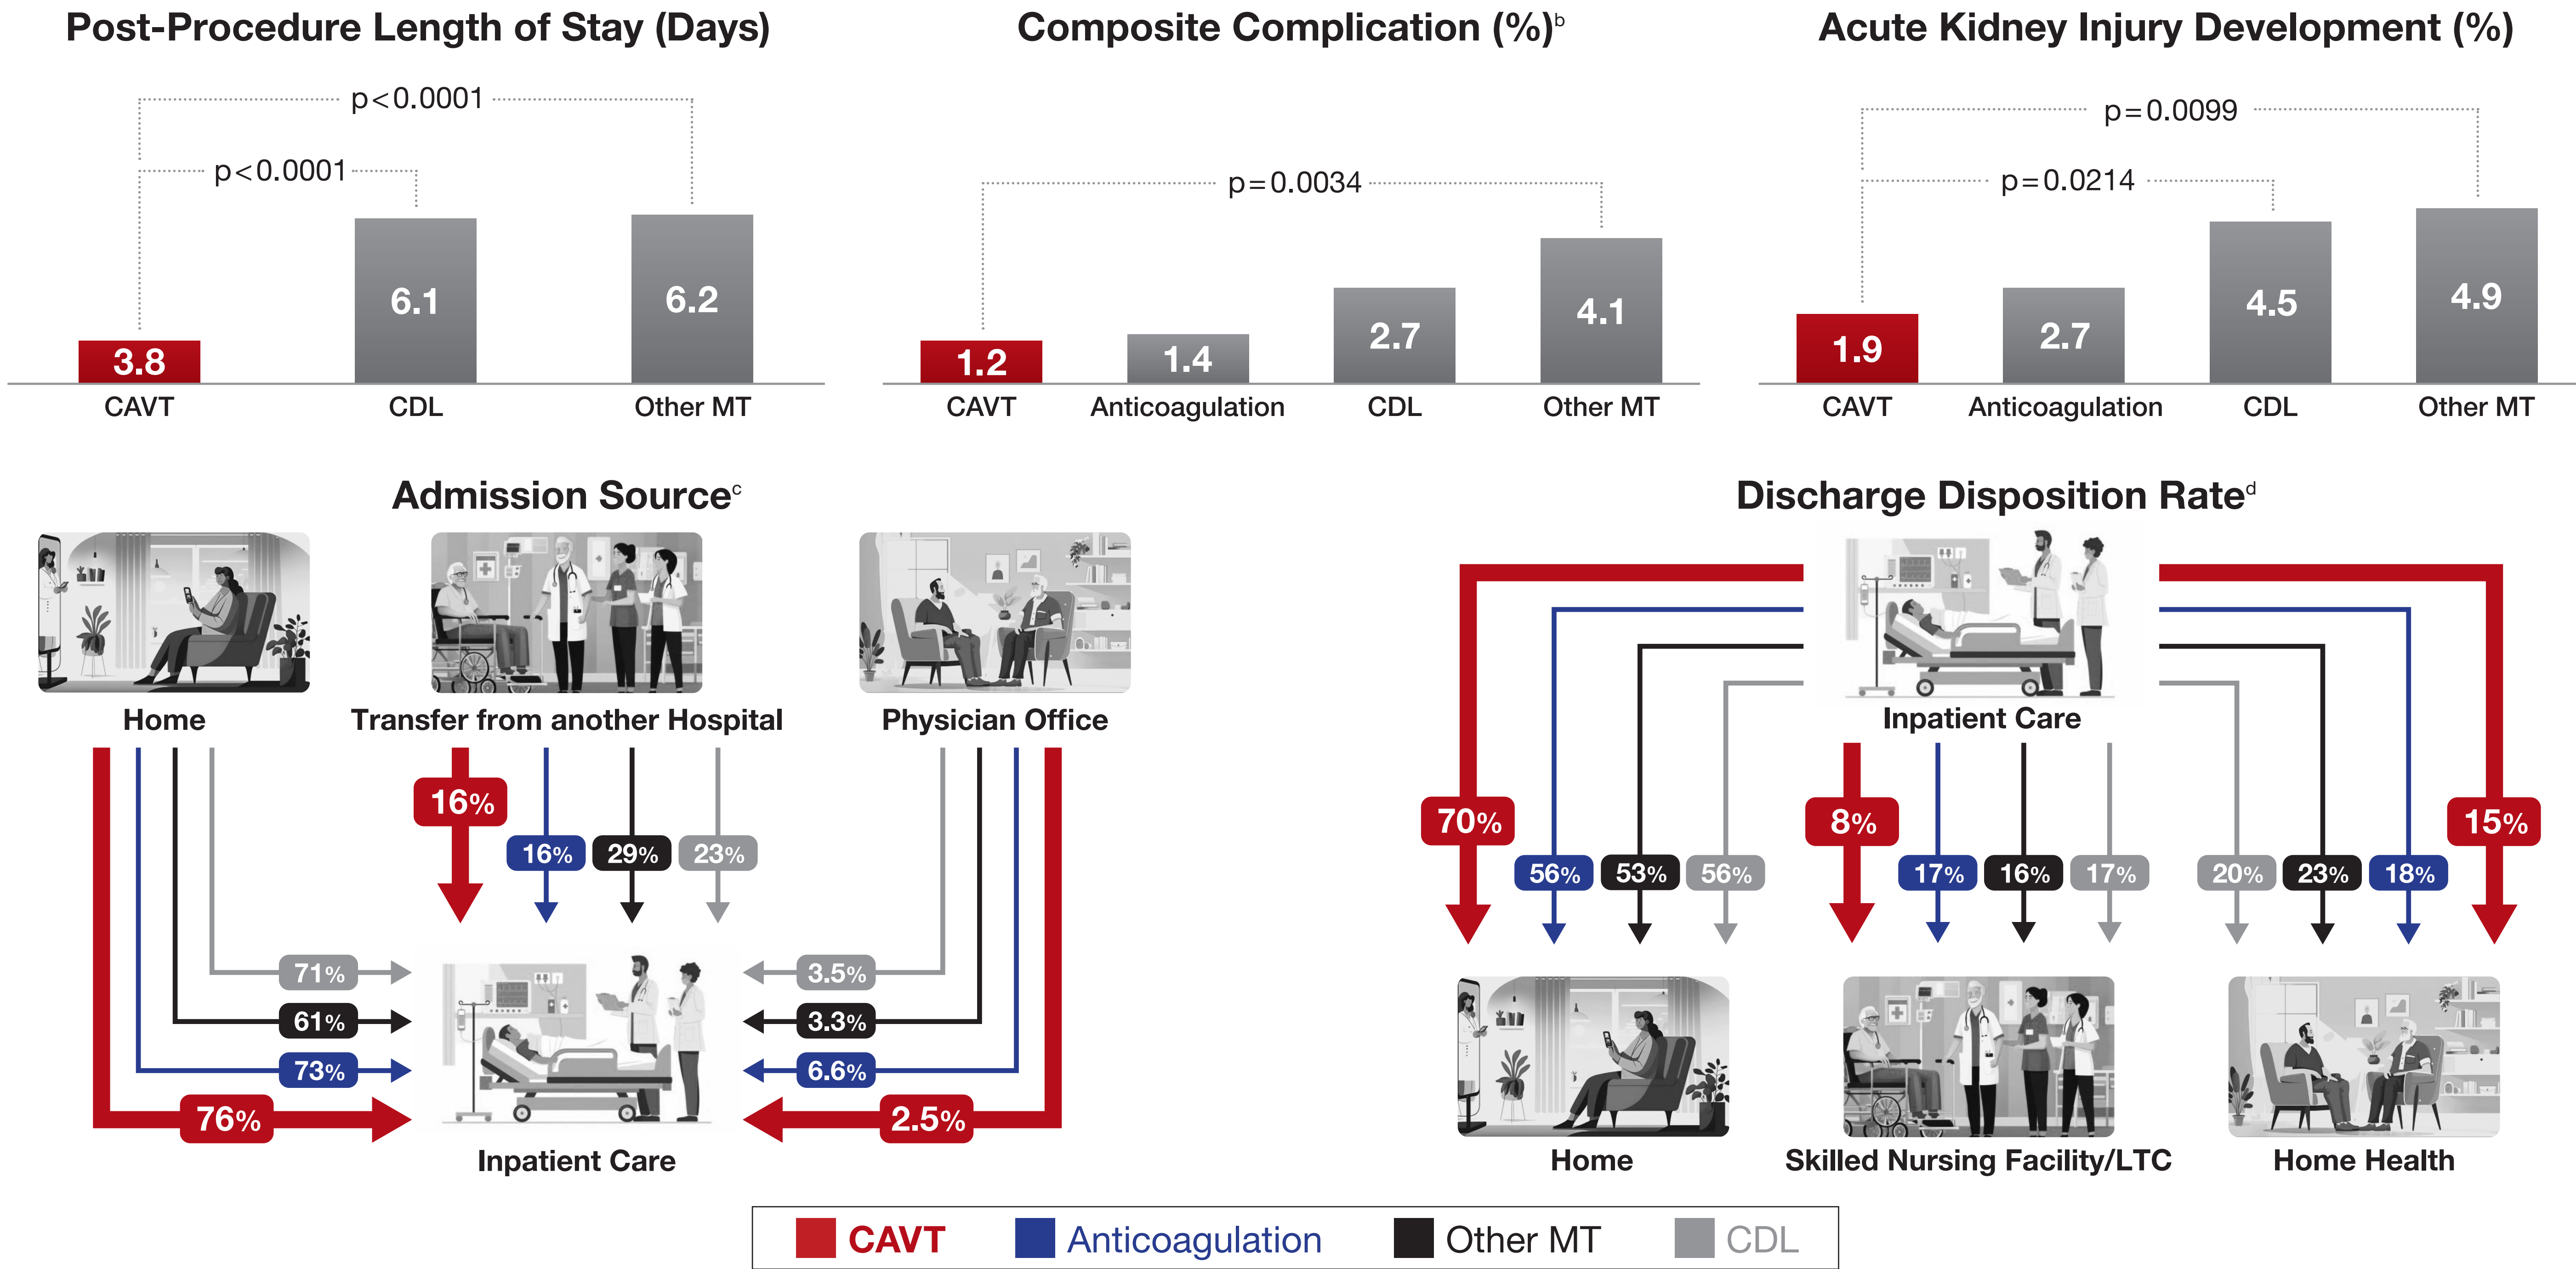 Post-Procedure Length of Stay (Days)
p<0.0001
p<0.0001
3.8
6.1
6.2
CAVT
CDL
Other MT
Composite Complication (%)b
p=0.0034
1.2
1.4
2.7
4.1
CAVT
Anticoagulation
CDL
Other MT
Acute Kidney Injury Development (%)
p=0.0099
p=0.0214
1.9
2.7
4.5
4.9
CAVT
Anticoagulation
CDL
Other MT
Admission Sourcec
Home
Transfer from another Hospital
Physician Office
16%
16%
29%
23%
71%
61%
73%
76%
3.5%
3.3%
6.6%
2.5%
Inpatient Care
Discharge Disposition Rated
Inpatient Care
70%
56%
53%
56%
8%
17%
16%
17%
20%
23%
18%
15%
Home
Skilled Nursing Facility/LTC
Home Health
CAVT
Anticoagulation
Other MT
CDL